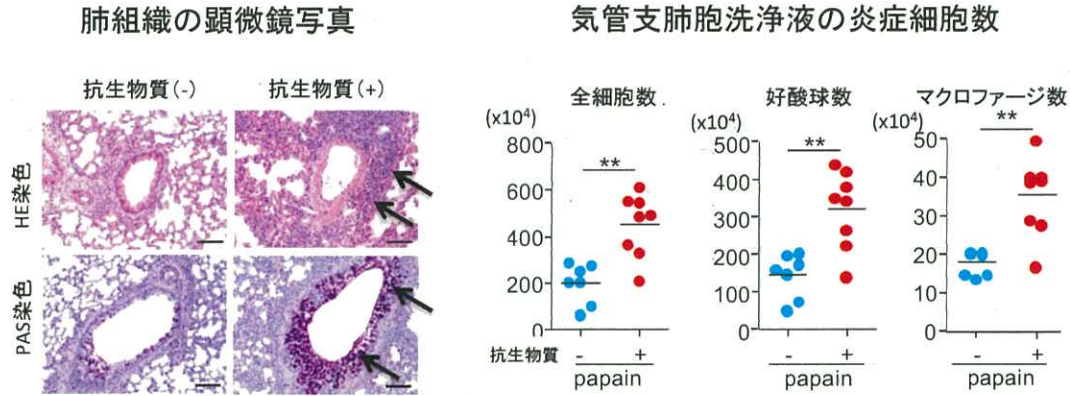 肺組織の顕微鏡写真
抗生物質(-)
抗生物質(+)
HE染色
PAS染色
気管支肺胞洗浄液の炎症細胞数
全細胞数
(x10⁴)
800
600
400
200
0
**
抗生物質
-
+
papain
好酸球数
(x10⁴)
500
400
300
200
100
0
**
-
+
papain
マクロファージ数
(x10⁴)
50
40
30
20
10
0
**
-
+
papain